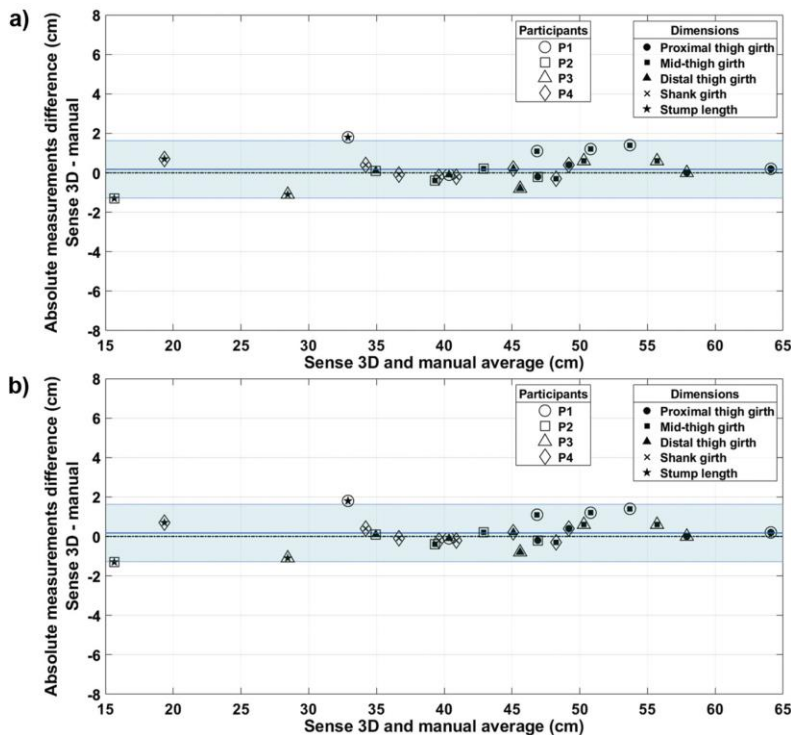 a)
Absolute measurements difference (cm)
Sense 3D - manual
8
6
4
2
0
-2
-4
-6
-8
Participants
P1
P2
P3
P4
Dimensions
Proximal thigh girth
Mid-thigh girth
Distal thigh girth
Shank girth
Stump length
15 20 25 30 35 40 45 50 55 60 65
Sense 3D and manual average (cm)
b)
Absolute measurements difference (cm)
Sense 3D - manual
8
6
4
2
0
-2
-4
-6
-8
Participants
P1
P2
P3
P4
Dimensions
Proximal thigh girth
Mid-thigh girth
Distal thigh girth
Shank girth
Stump length
15 20 25 30 35 40 45 50 55 60 65
Sense 3D and manual average (cm)